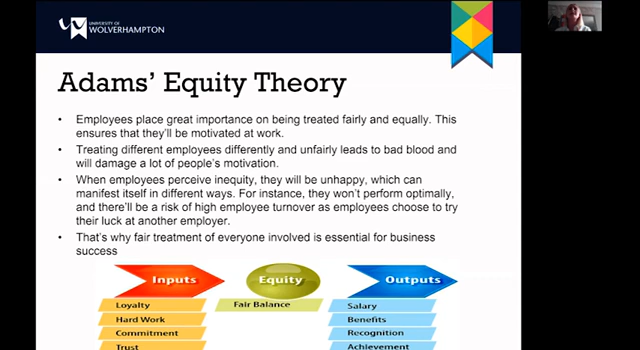 UNIVERSITY OF
WOLVERHAMPTON
Adams' Equity Theory
• Employees place great importance on being treated fairly and equally. This
ensures that they'll be motivated at work.
• Treating different employees differently and unfairly leads to bad blood and
will damage a lot of people's motivation.
• When employees perceive inequity, they will be unhappy, which can
manifest itself in different ways. For instance, they won't perform optimally,
and there'll be a risk of high employee turnover as employees choose to try
their luck at another employer.
• That's why fair treatment of everyone involved is essential for business
success
Inputs
Equity
Outputs
Loyalty
Fair Balance
Salary
Hard Work
Benefits
Commitment
Recognition
Trust
Achievement